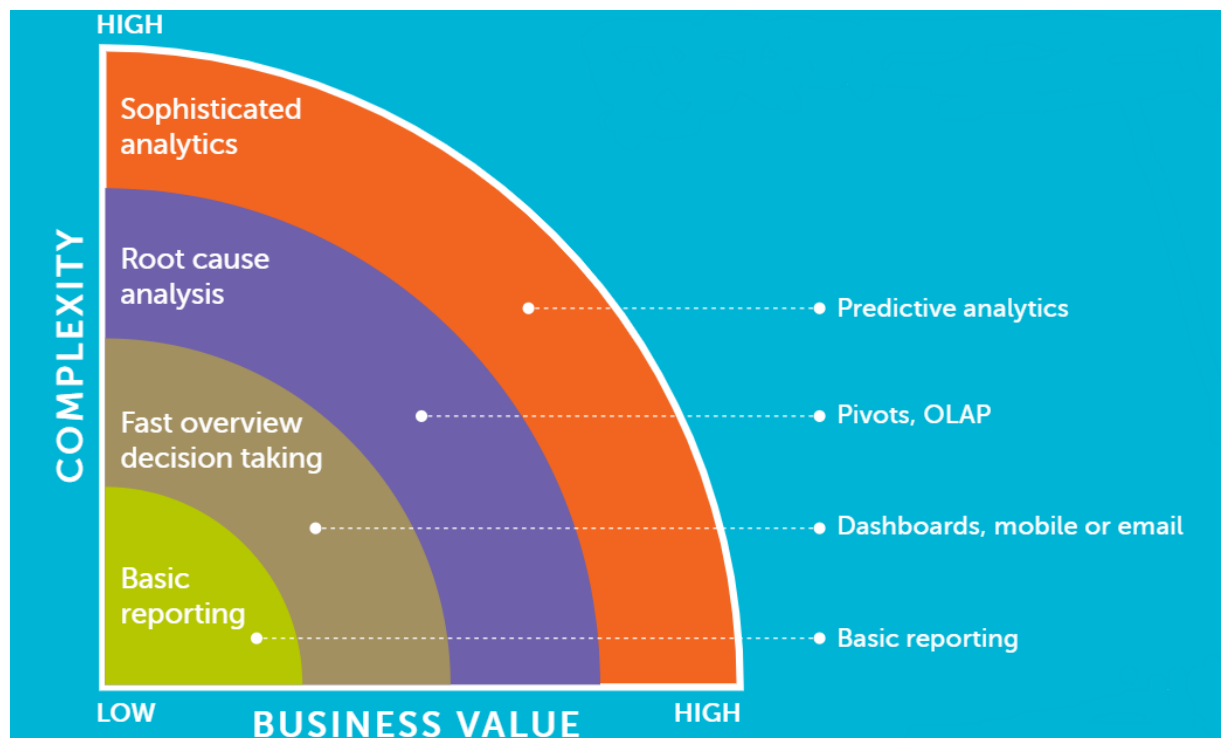 HIGH
Sophisticated
analytics
Root cause
analysis
Fast overview
decision taking
Basic
reporting
COMPLEXITY
Predictive analytics
Pivots, OLAP
Dashboards, mobile or email
Basic reporting
LOW
BUSINESS VALUE
HIGH